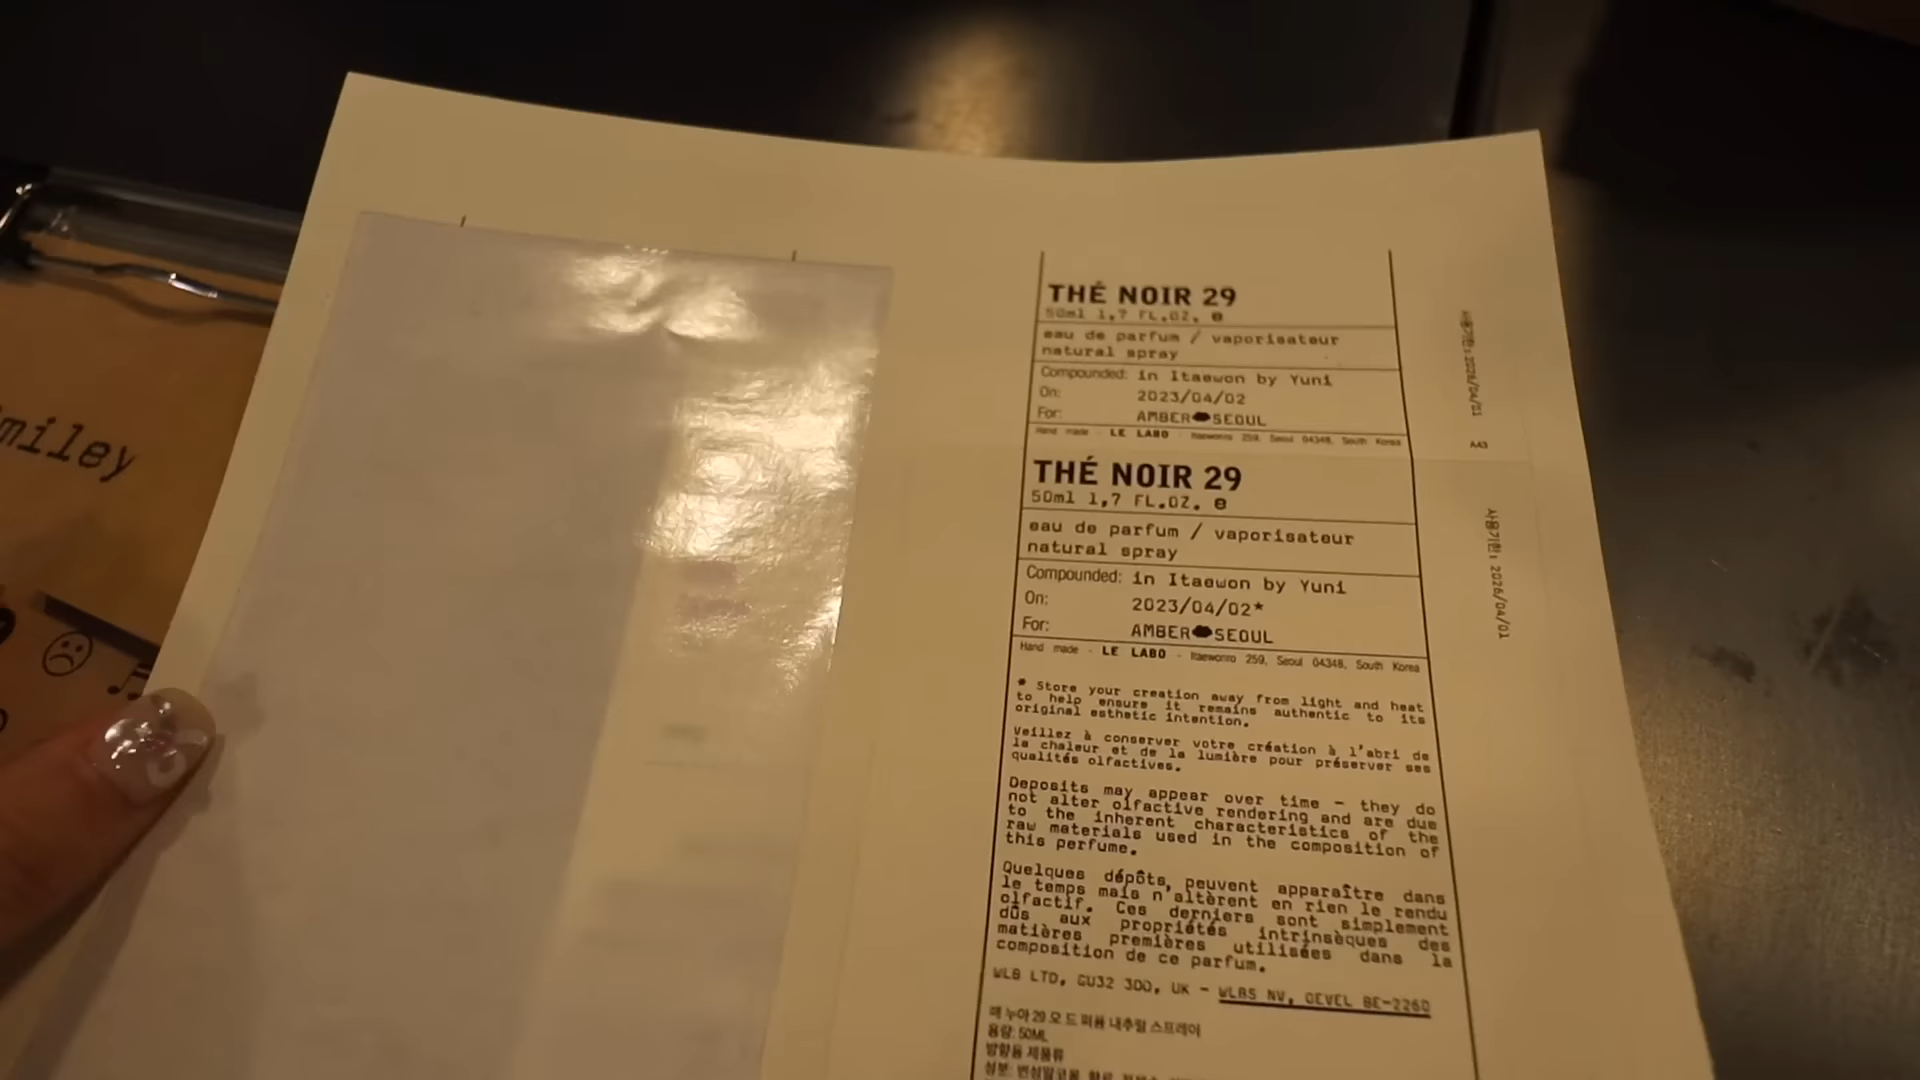 miley
THÉ NOIR 29
50ml 1,7 FL.OZ. e
eau de parfum / vaporisateur
natural spray
Compounded: in Itaewon by Yuni
On: 2023/04/02
For: AMBER SEOUL
Hand made - LE LABO - Itaewonro 259, Seoul 04348, South Korea
THÉ NOIR 29
50ml 1,7 FL.OZ. e
eau de parfum / vaporisateur
natural spray
Compounded: in Itaewon by Yuni
On: 2023/04/02*
For: AMBER SEOUL
Hand made - LE LABO - Itaewonro 259, Seoul 04348, South Korea
* Store your creation away from light and heat
to help ensure it remains authentic to its
original esthetic intention.
Veillez à conserver votre création à l'abri de
la chaleur et de la lumière pour préserver ses
qualités olfactives.
Deposits may appear over time – they do
not alter olfactive rendering and are due
to the inherent characteristics of the
raw materials used in the composition of
this perfume.
Quelques dépôts, peuvent apparaître dans
le temps mais n'altèrent en rien le rendu
olfactif. Ces derniers sont simplement
dûs aux propriétés intrinsèques des
matières premières utilisées dans la
composition de ce parfum.
WLB LTD, GU32 3DD, UK – WLBS NV, GEVEL BE-2260
떼 누아 29 오 드 퍼퓸 내추럴 스프레이
용량: 50ML
방향용 제품류
성분: 변성알코올, 향료,
사용기한: 2026/04/01
A43
사용기한: 2026/04/01